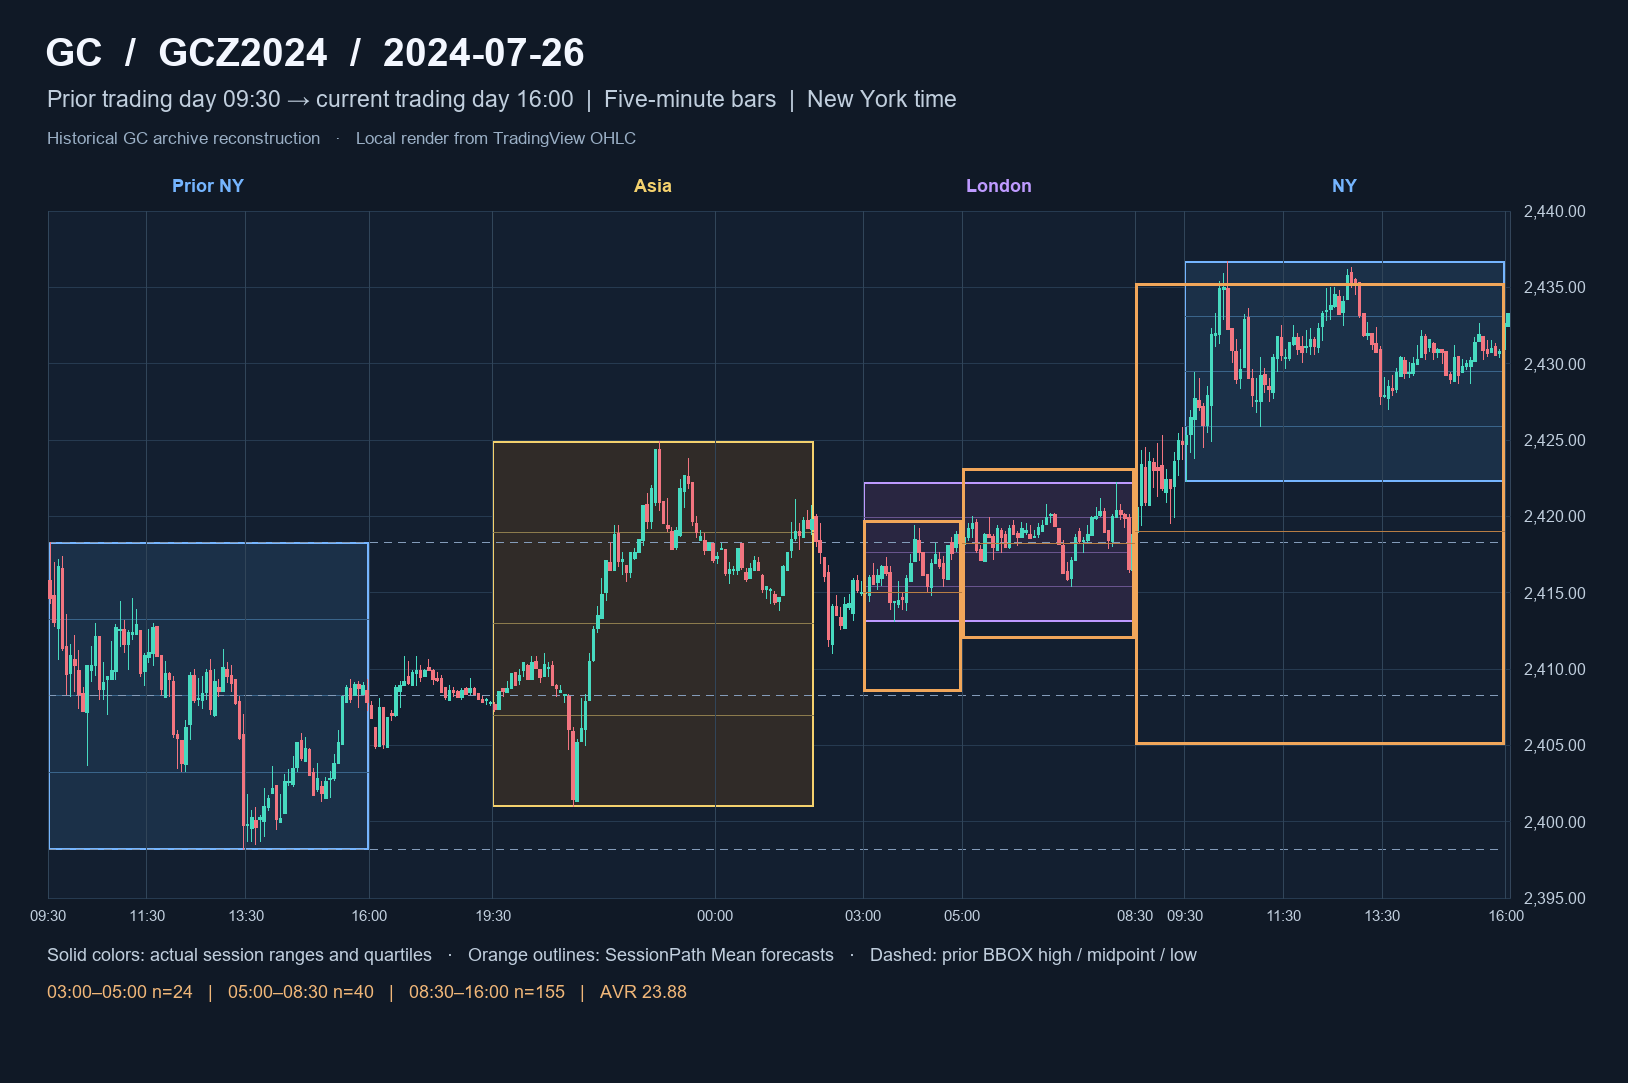 GC / GCZ2024 / 2024-07-26
Prior trading day 09:30 → current trading day 16:00 | Five-minute bars | New York time
Historical GC archive reconstruction · Local render from TradingView OHLC
Prior NY Asia London NY
2,440.00
2,435.00
2,430.00
2,425.00
2,420.00
2,415.00
2,410.00
2,405.00
2,400.00
2,395.00
09:30 11:30 13:30 16:00 19:30 00:00 03:00 05:00 08:30 09:30 11:30 13:30 16:00
Solid colors: actual session ranges and quartiles · Orange outlines: SessionPath Mean forecasts · Dashed: prior BBOX high / midpoint / low
03:00–05:00 n=24 | 05:00–08:30 n=40 | 08:30–16:00 n=155 | AVR 23.88